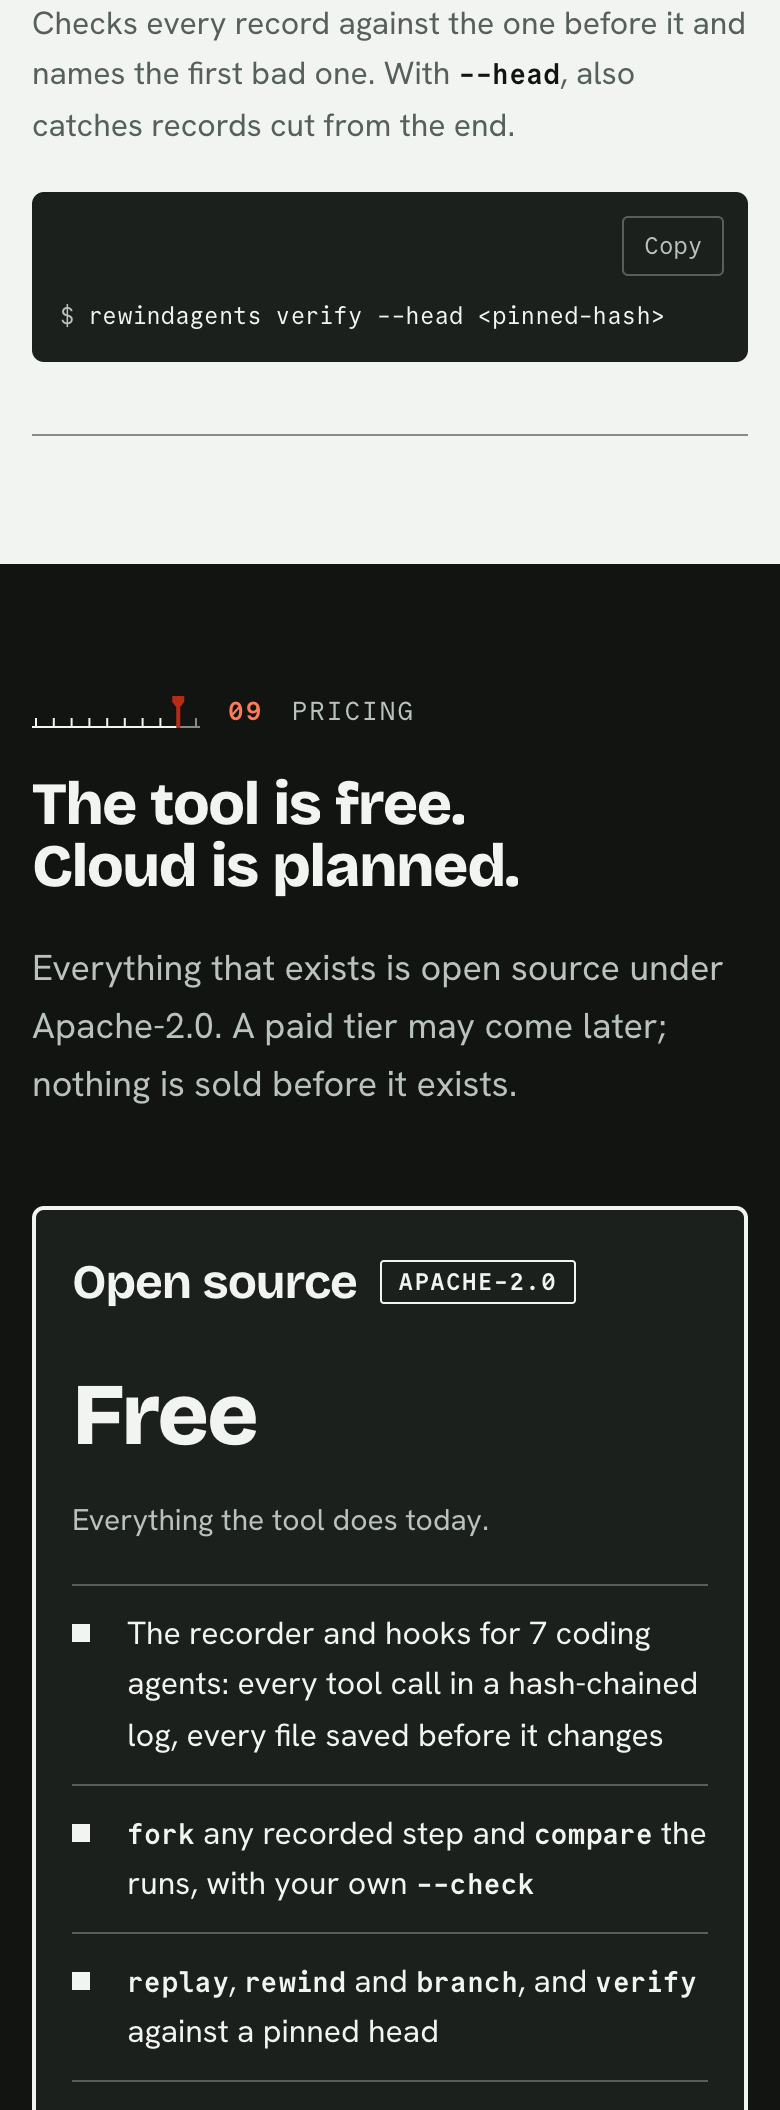 Checks every record against the one before it and
names the first bad one. With --head, also
catches records cut from the end.
Copy
$ rewindagents verify --head <pinned-hash>
09 PRICING
The tool is free.
Cloud is planned.
Everything that exists is open source under
Apache-2.0. A paid tier may come later;
nothing is sold before it exists.
Open source APACHE-2.0
Free
Everything the tool does today.
The recorder and hooks for 7 coding
agents: every tool call in a hash-chained
log, every file saved before it changes
fork any recorded step and compare the
runs, with your own --check
replay, rewind and branch, and verify
against a pinned head